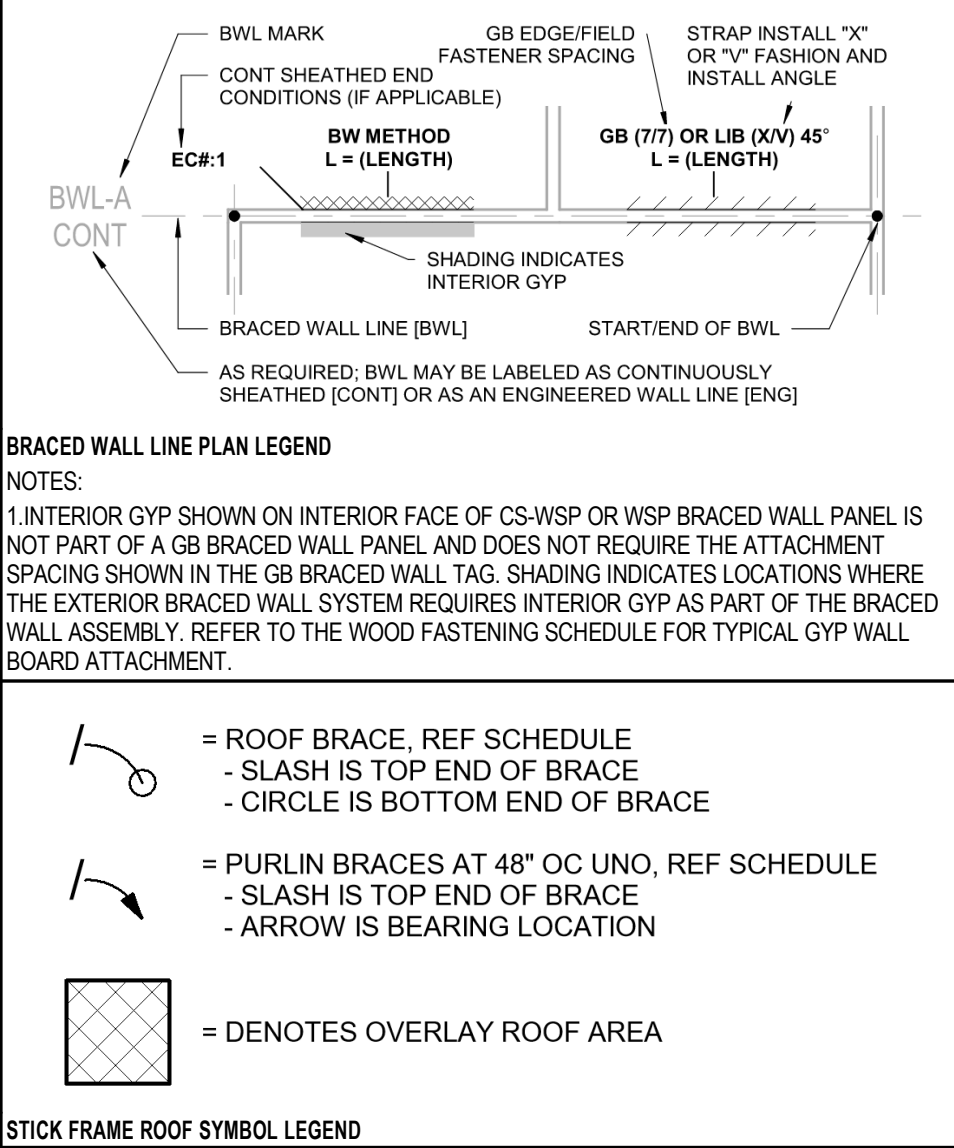 BWL MARK
CONT SHEATHED END
CONDITIONS (IF APPLICABLE)
GB EDGE/FIELD
FASTENER SPACING
STRAP INSTALL "X"
OR "V" FASHION AND
INSTALL ANGLE
EC#:1
BW METHOD
L = (LENGTH)
GB (7/7) OR LIB (X/V) 45°
L = (LENGTH)
BWL-A
CONT
SHADING INDICATES
INTERIOR GYP
BRACED WALL LINE [BWL]
START/END OF BWL
AS REQUIRED; BWL MAY BE LABELED AS CONTINUOUSLY
SHEATHED [CONT] OR AS AN ENGINEERED WALL LINE [ENG]
BRACED WALL LINE PLAN LEGEND
NOTES:
1.INTERIOR GYP SHOWN ON INTERIOR FACE OF CS-WSP OR WSP BRACED WALL PANEL IS
NOT PART OF A GB BRACED WALL PANEL AND DOES NOT REQUIRE THE ATTACHMENT
SPACING SHOWN IN THE GB BRACED WALL TAG. SHADING INDICATES LOCATIONS WHERE
THE EXTERIOR BRACED WALL SYSTEM REQUIRES INTERIOR GYP AS PART OF THE BRACED
WALL ASSEMBLY. REFER TO THE WOOD FASTENING SCHEDULE FOR TYPICAL GYP WALL
BOARD ATTACHMENT.
= ROOF BRACE, REF SCHEDULE
- SLASH IS TOP END OF BRACE
- CIRCLE IS BOTTOM END OF BRACE
= PURLIN BRACES AT 48" OC UNO, REF SCHEDULE
- SLASH IS TOP END OF BRACE
- ARROW IS BEARING LOCATION
= DENOTES OVERLAY ROOF AREA
STICK FRAME ROOF SYMBOL LEGEND